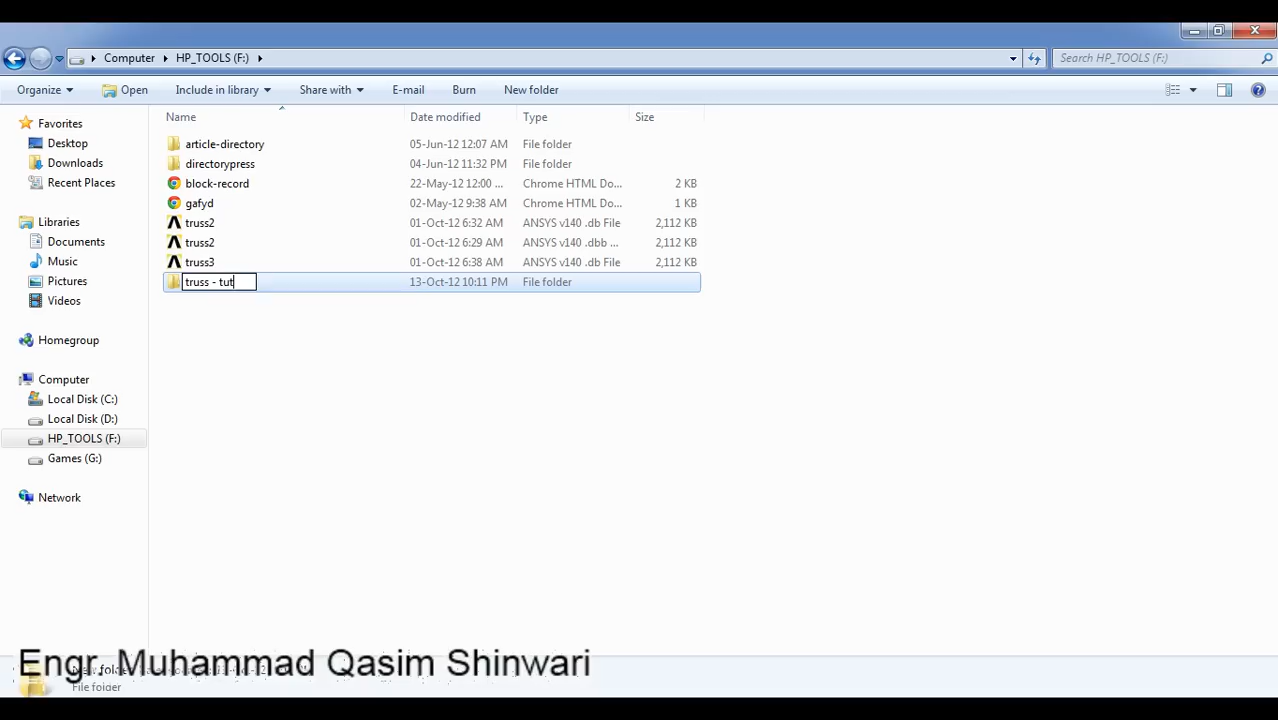 Computer HP_TOOLS (F:)
Search HP_TOOLS (F:)
Organize Open Include in library Share with E-mail Burn New folder
Name Date modified Type Size
Favorites
Desktop
Downloads
Recent Places
Libraries
Documents
Music
Pictures
Videos
Homegroup
Computer
Local Disk (C:)
Local Disk (D:)
HP_TOOLS (F:)
Games (G:)
Network
article-directory 05-Jun-12 12:07 AM File folder
directorypress 04-Jun-12 11:32 PM File folder
block-record 22-May-12 12:00 ... Chrome HTML Do... 2 KB
gafyd 02-May-12 9:38 AM Chrome HTML Do... 1 KB
truss2 01-Oct-12 6:32 AM ANSYS v140 .db File 2,112 KB
truss2 01-Oct-12 6:29 AM ANSYS v140 .dbb ... 2,112 KB
truss3 01-Oct-12 6:38 AM ANSYS v140 .db File 2,112 KB
truss - tut 13-Oct-12 10:11 PM File folder
Engr. Muhammad Qasim Shinwari
New folder
File folder